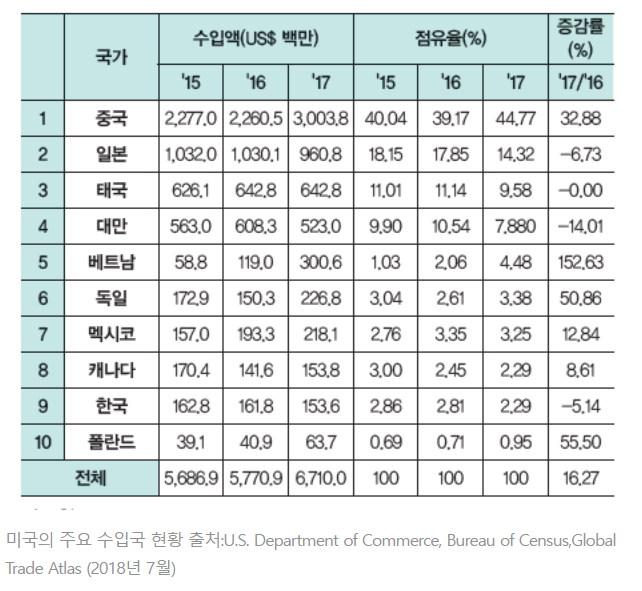 국가 수입액(US$ 백만) 점유율(%) 증감률(%)
'15 '16 '17 '15 '16 '17 '17/'16
1 중국 2,277.0 2,260.5 3,003.8 40.04 39.17 44.77 32.88
2 일본 1,032.0 1,030.1 960.8 18.15 17.85 14.32 -6.73
3 태국 626.1 642.8 642.8 11.01 11.14 9.58 -0.00
4 대만 563.0 608.3 523.0 9.90 10.54 7.880 -14.01
5 베트남 58.8 119.0 300.6 1.03 2.06 4.48 152.63
6 독일 172.9 150.3 226.8 3.04 2.61 3.38 50.86
7 멕시코 157.0 193.3 218.1 2.76 3.35 3.25 12.84
8 캐나다 170.4 141.6 153.8 3.00 2.45 2.29 8.61
9 한국 162.8 161.8 153.6 2.86 2.81 2.29 -5.14
10 폴란드 39.1 40.9 63.7 0.69 0.71 0.95 55.50
전체 5,686.9 5,770.9 6,710.0 100 100 100 16.27
미국의 주요 수입국 현황 출처:U.S. Department of Commerce, Bureau of Census,Global
Trade Atlas (2018년 7월)